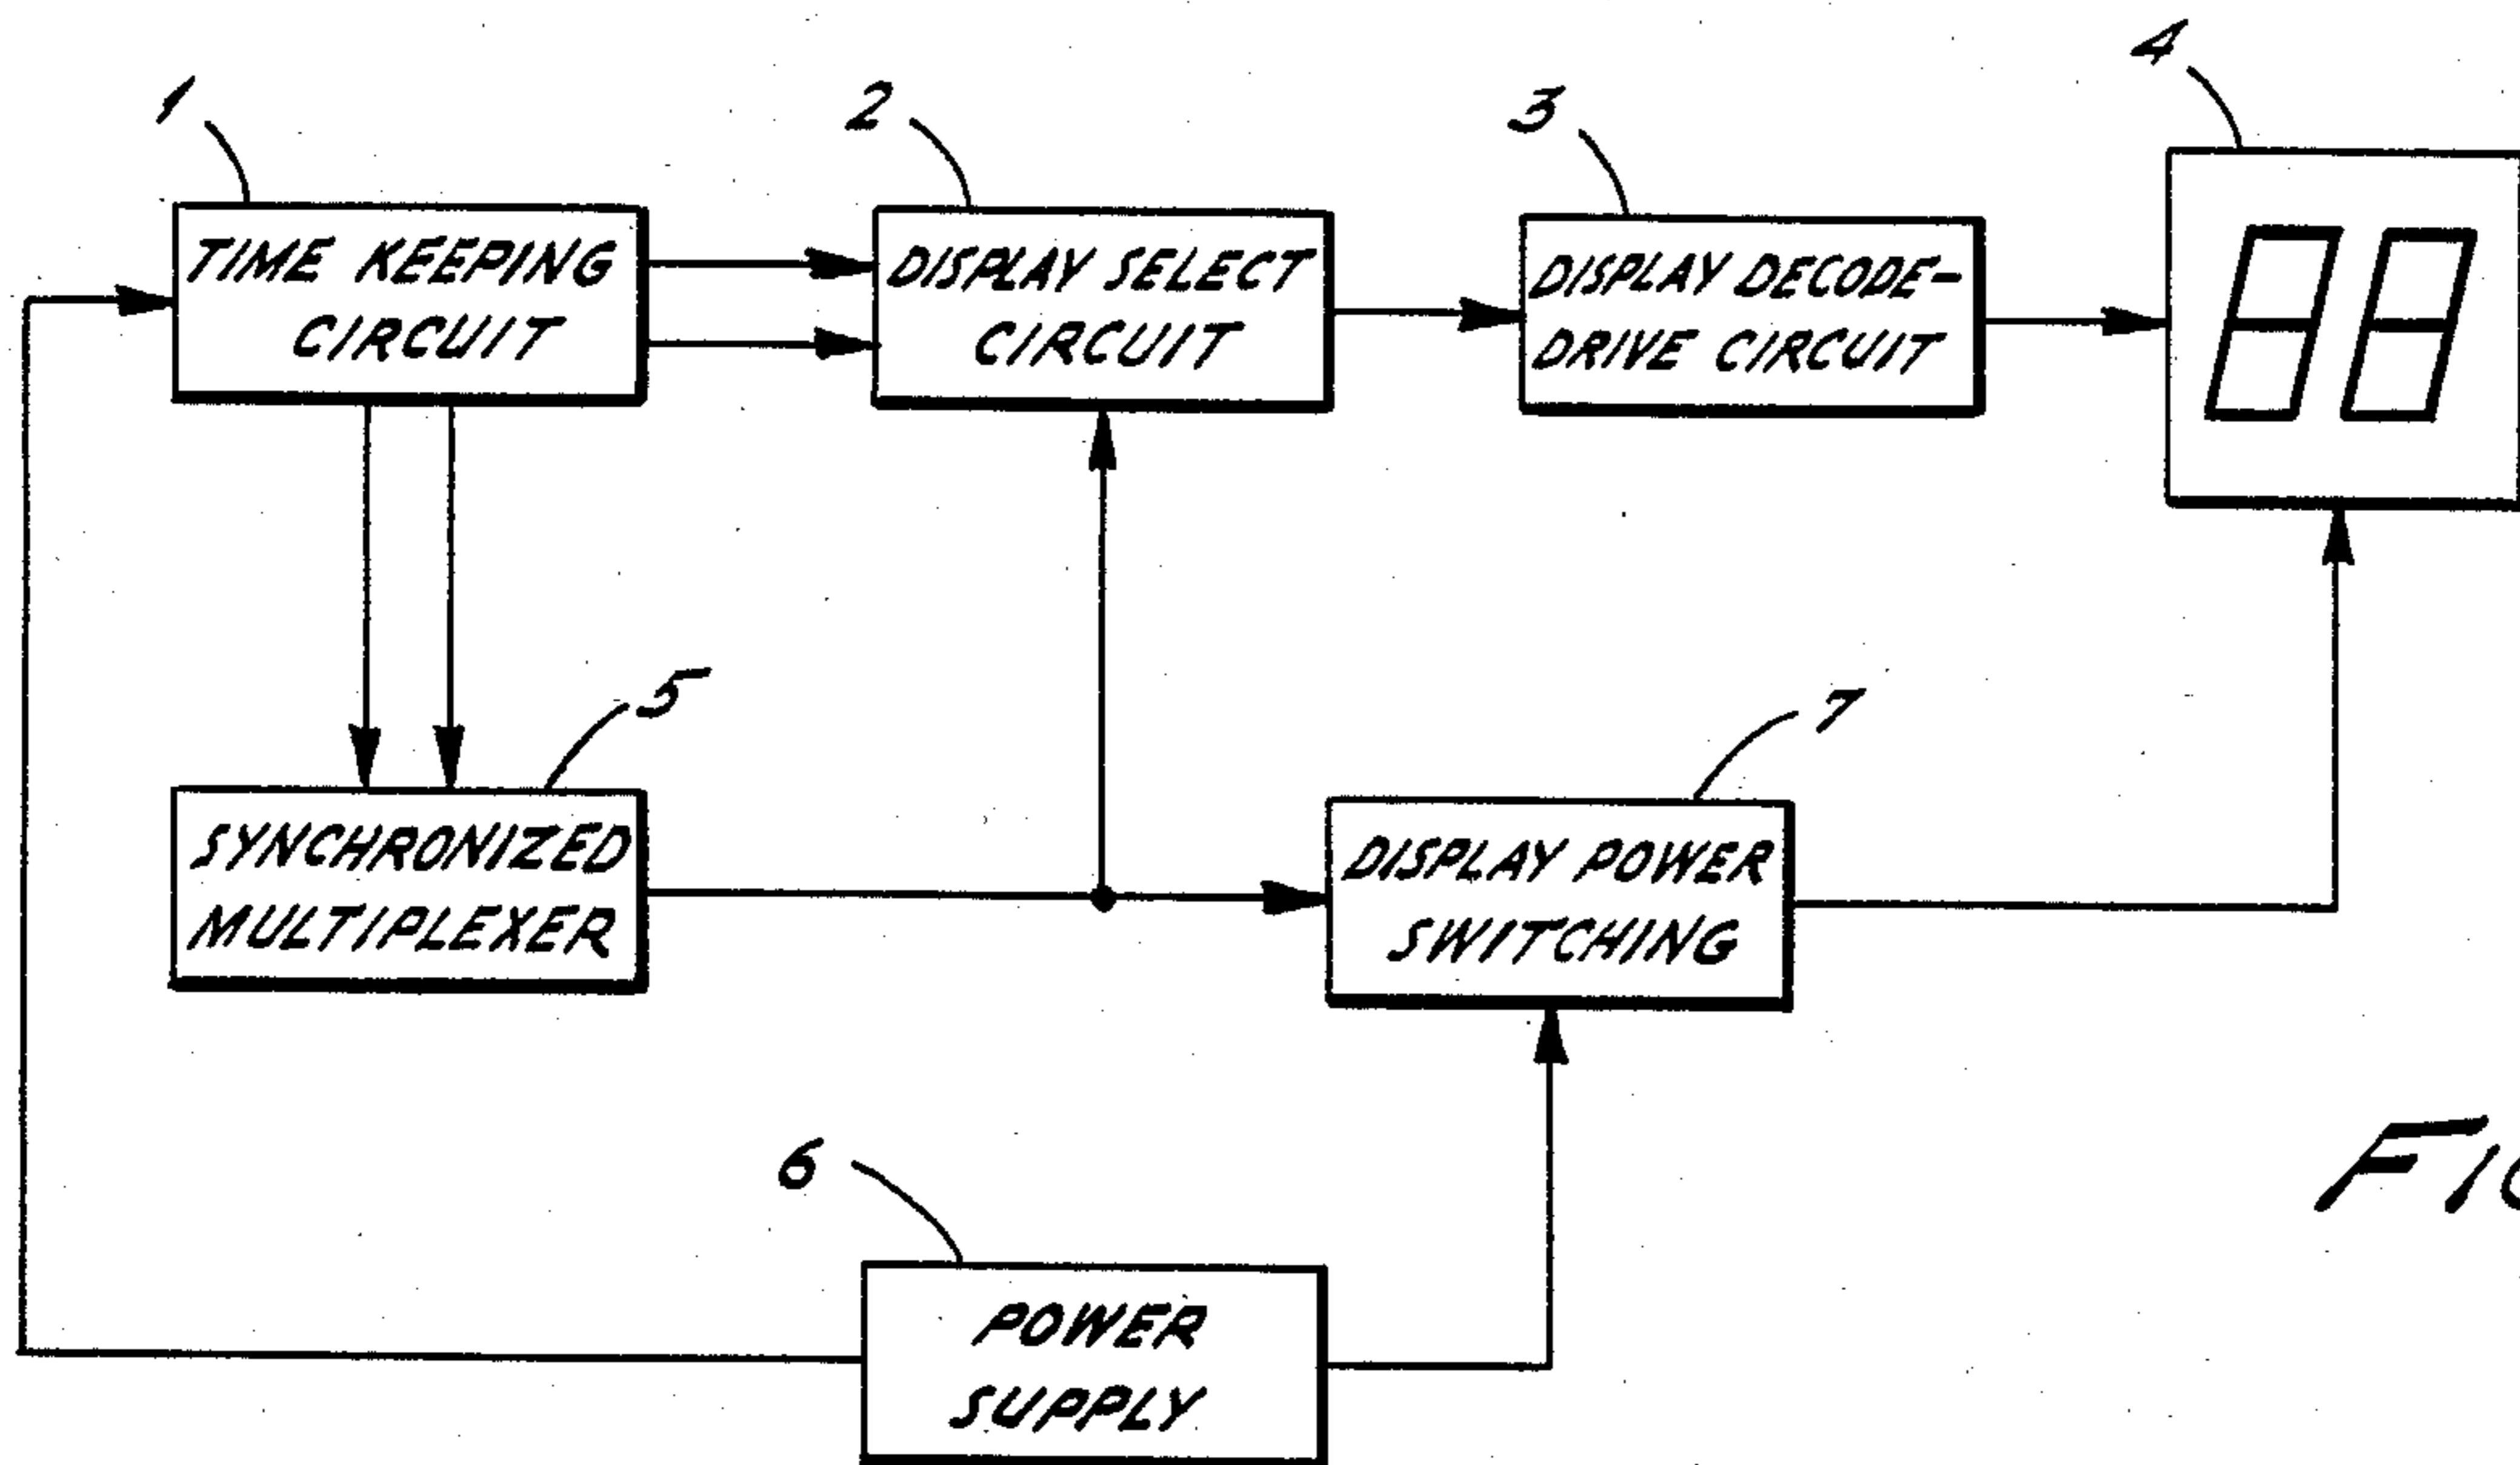 1
2
3
4
TIME KEEPING
CIRCUIT
DISPLAY SELECT
CIRCUIT
DISPLAY DECODE-
DRIVE CIRCUIT
88
5
7
SYNCHRONIZED
MULTIPLEXER
DISPLAY POWER
SWITCHING
6
POWER
SUPPLY